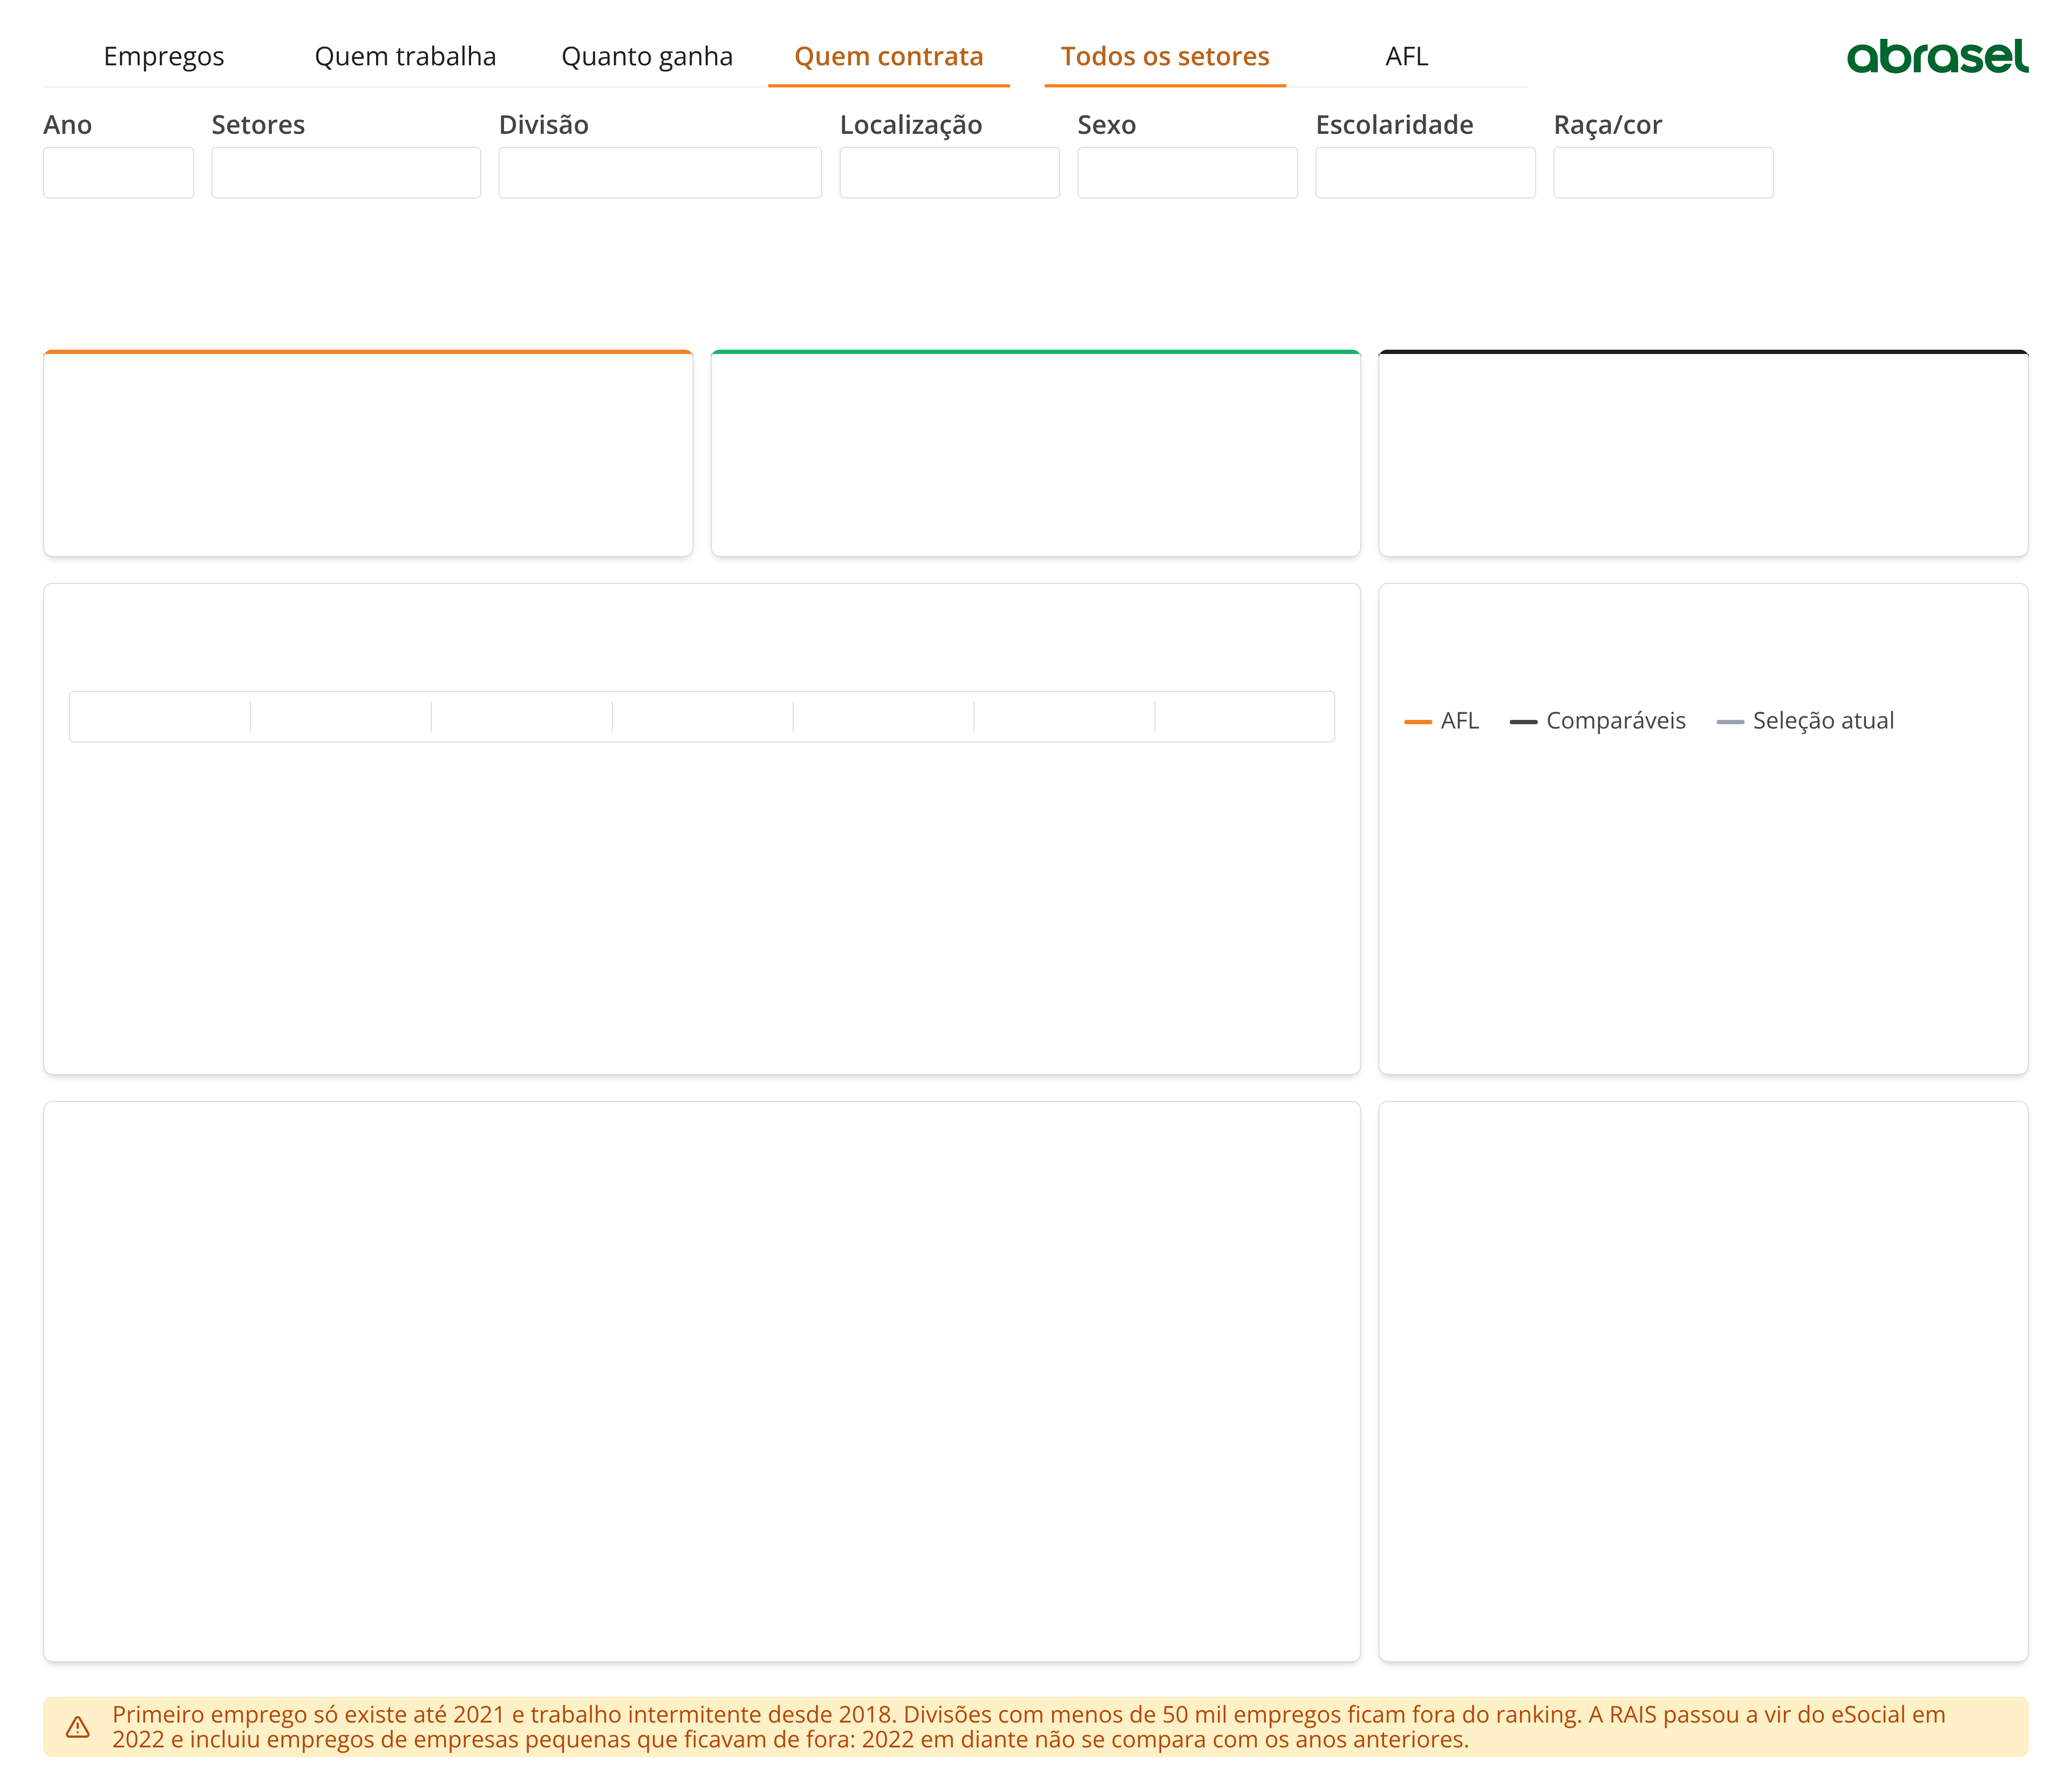 Empregos Quem trabalha Quanto ganha Quem contrata Todos os setores AFL abrasel
Ano Setores Divisão Localização Sexo Escolaridade Raça/cor
AFL Comparáveis Seleção atual
Primeiro emprego só existe até 2021 e trabalho intermitente desde 2018. Divisões com menos de 50 mil empregos ficam fora do ranking. A RAIS passou a vir do eSocial em
2022 e incluiu empregos de empresas pequenas que ficavam de fora: 2022 em diante não se compara com os anos anteriores.